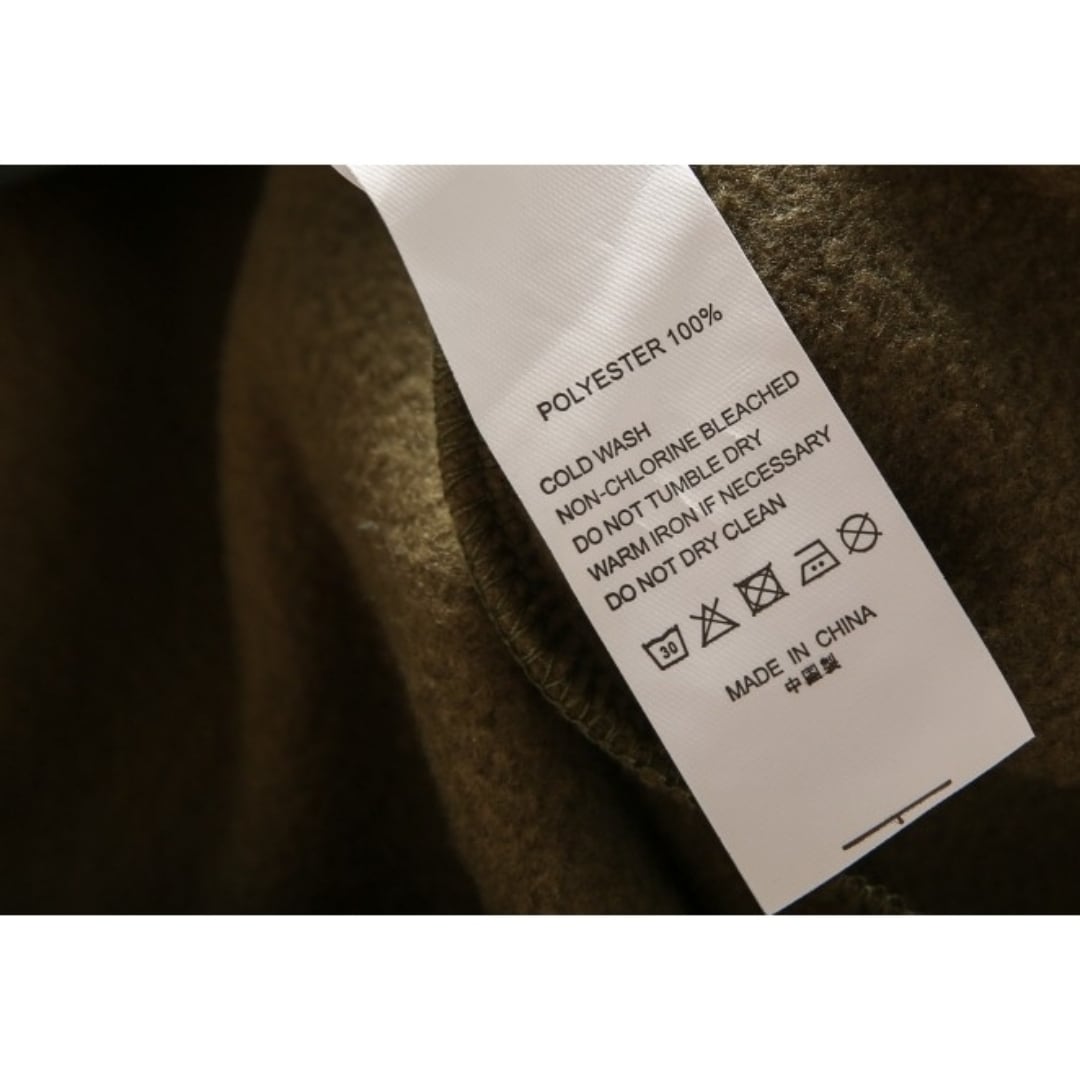 POLYESTER 100%
COLD WASH
NON-CHLORINE BLEACHED
DO NOT TUMBLE DRY
WARM IRON IF NECESSARY
DO NOT DRY CLEAN
30
MADE IN CHINA
中國製